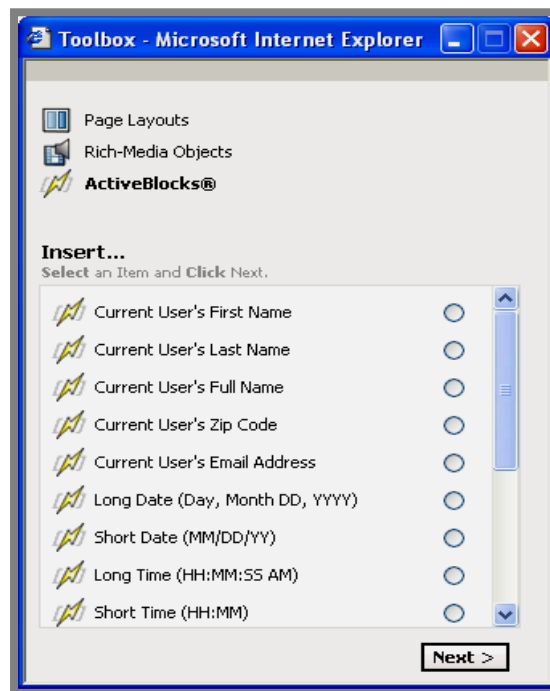 Toolbox - Microsoft Internet Explorer
Page Layouts
Rich-Media Objects
ActiveBlocks®
Insert...
Select an Item and Click Next.
Current User's First Name
Current User's Last Name
Current User's Full Name
Current User's Zip Code
Current User's Email Address
Long Date (Day, Month DD, YYYY)
Short Date (MM/DD/YY)
Long Time (HH:MM:SS AM)
Short Time (HH:MM)
Next >